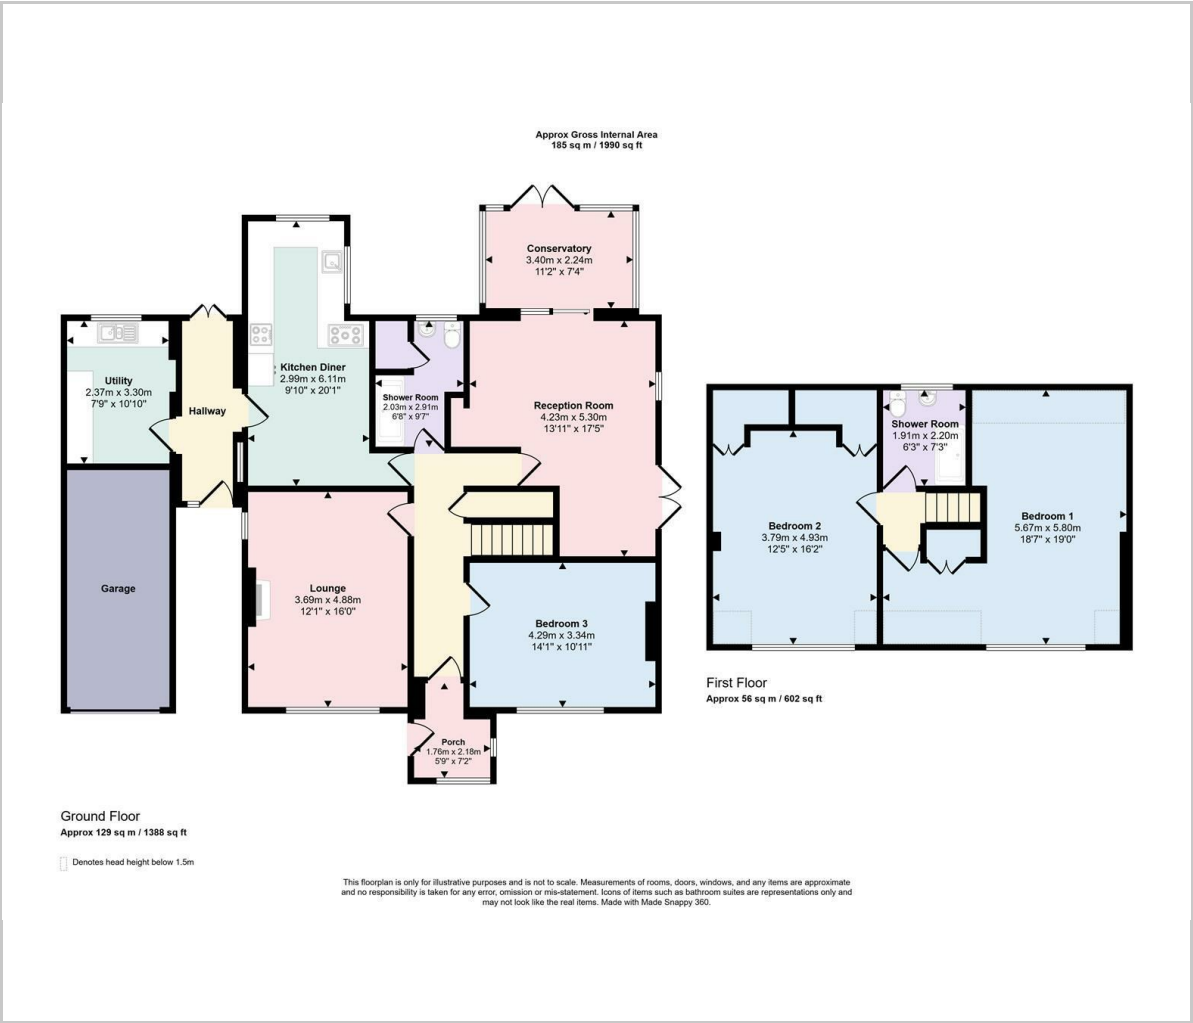 Approx Gross Internal Area
185 sq m / 1990 sq ft
Conservatory
3.40m x 2.24m
11'2" x 7'4"
Utility
2.37m x 3.30m
7'9" x 10'10"
Hallway
Kitchen Diner
2.99m x 6.11m
9'10" x 20'1"
Shower Room
2.03m x 2.91m
6'8" x 9'7"
Reception Room
4.23m x 5.30m
13'11" x 17'5"
Garage
Lounge
3.69m x 4.88m
12'1" x 16'0"
Bedroom 3
4.29m x 3.34m
14'1" x 10'11"
Porch
1.76m x 2.18m
5'9" x 7'2"
Shower Room
1.91m x 2.20m
6'3" x 7'3"
Bedroom 2
3.79m x 4.93m
12'5" x 16'2"
Bedroom 1
5.67m x 5.80m
18'7" x 19'0"
First Floor
Approx 56 sq m / 602 sq ft
Ground Floor
Approx 129 sq m / 1388 sq ft
Denotes head height below 1.5m
This floorplan is only for illustrative purposes and is not to scale. Measurements of rooms, doors, windows, and any items are approximate
and no responsibility is taken for any error, omission or mis-statement. Icons of items such as bathroom suites are representations only and
may not look like the real items. Made with Made Snappy 360.